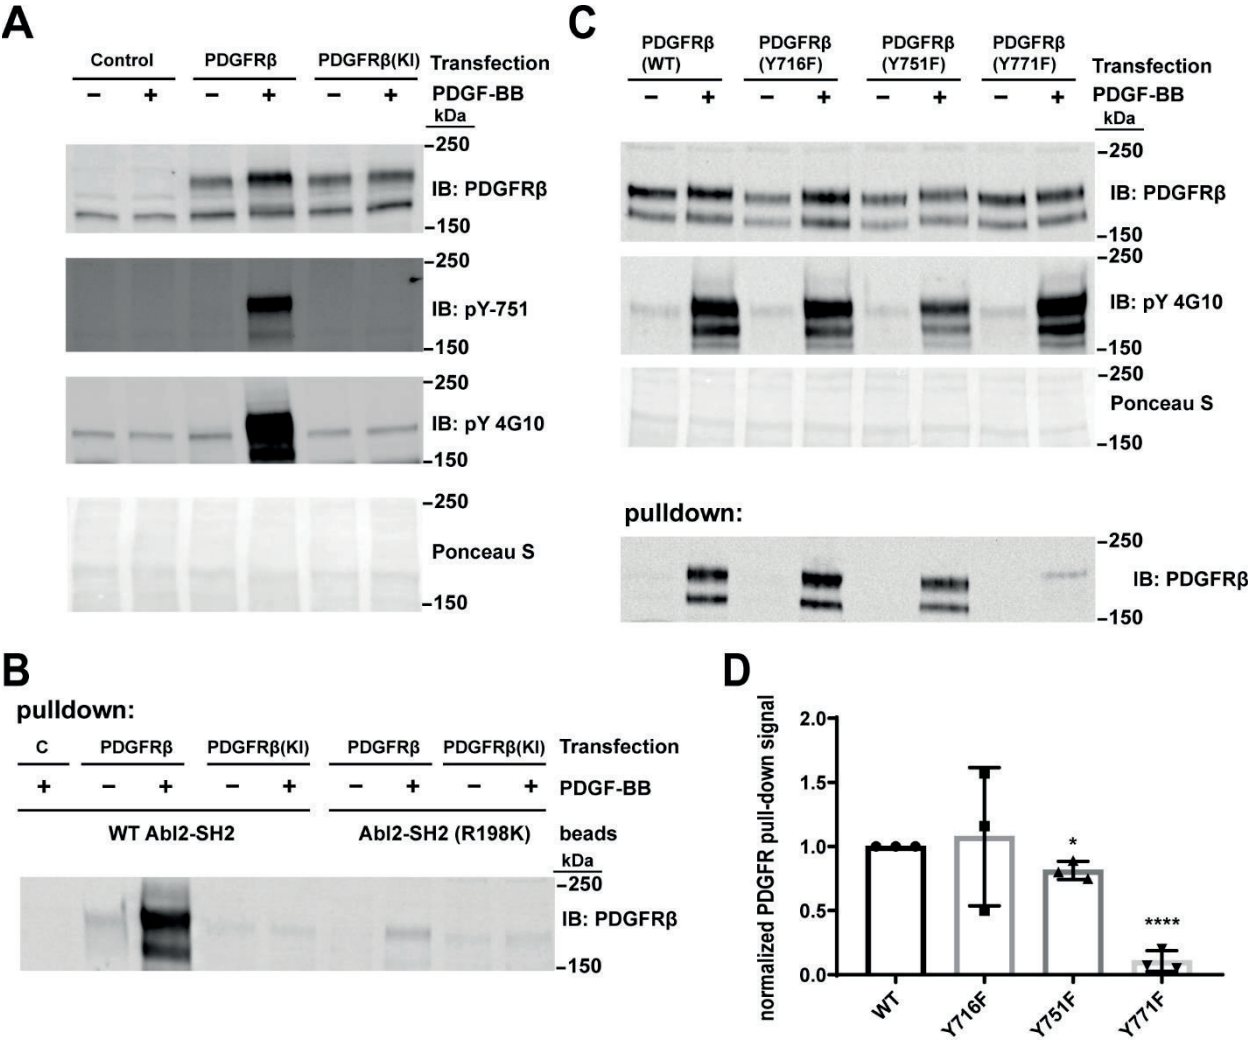 A
Control PDGFRβ PDGFRβ(KI) Transfection
− + − + − + PDGF-BB
kDa
−250
IB: PDGFRβ
−150
−250
IB: pY-751
−150
−250
IB: pY 4G10
−150
−250
Ponceau S
−150
B
pulldown:
C PDGFRβ PDGFRβ(KI) PDGFRβ PDGFRβ(KI) Transfection
+ − + − + − + − + PDGF-BB
WT Abl2-SH2 Abl2-SH2 (R198K) beads
kDa
−250
IB: PDGFRβ
−150
C
PDGFRβ PDGFRβ PDGFRβ PDGFRβ
(WT) (Y716F) (Y751F) (Y771F) Transfection
− + − + − + − + PDGF-BB
kDa
−250
IB: PDGFRβ
−150
−250
IB: pY 4G10
−150
−250
Ponceau S
−150
pulldown:
−250
IB: PDGFRβ
−150
D
normalized PDGFR pull-down signal
2.0
1.5
1.0
0.5
0.0
*
****
WT Y716F Y751F Y771F